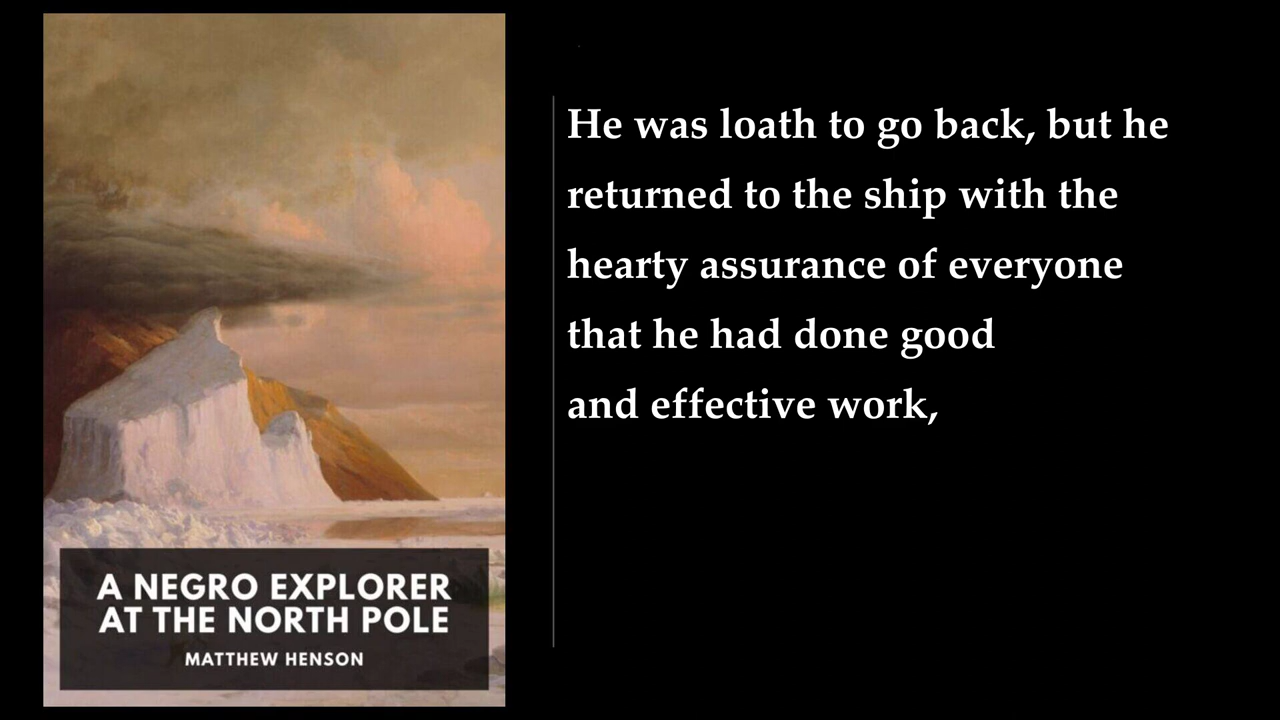 A NEGRO EXPLORER
AT THE NORTH POLE
MATTHEW HENSON
He was loath to go back, but he
returned to the ship with the
hearty assurance of everyone
that he had done good
and effective work,